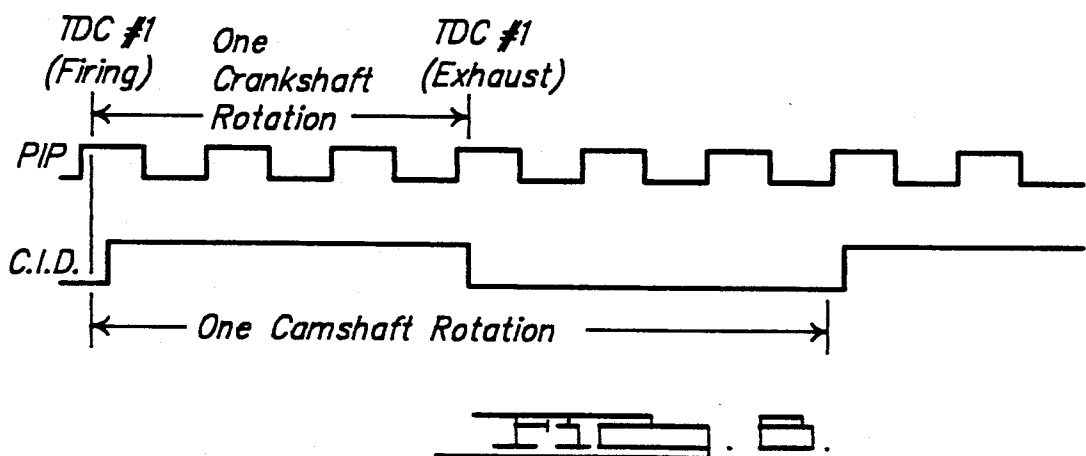 TDC #1
(Firing)
One
Crankshaft
Rotation
TDC #1
(Exhaust)
PIP
C.I.D.
One Camshaft Rotation